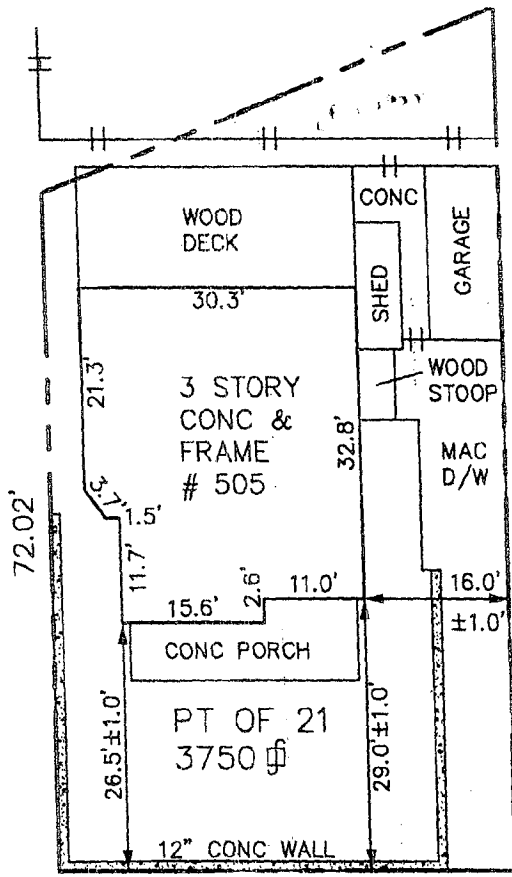 WOOD
DECK
CONC
GARAGE
SHED
30.3'
21.3'
3 STORY
CONC &
FRAME
# 505
WOOD
STOOP
32.8'
MAC
D/W
3.7'
1.5'
72.02'
11.7'
15.6'
2.6'
11.0'
16.0'
±1.0'
CONC PORCH
26.5'±1.0'
PT OF 21
3750 SF
29.0'±1.0'
12" CONC WALL